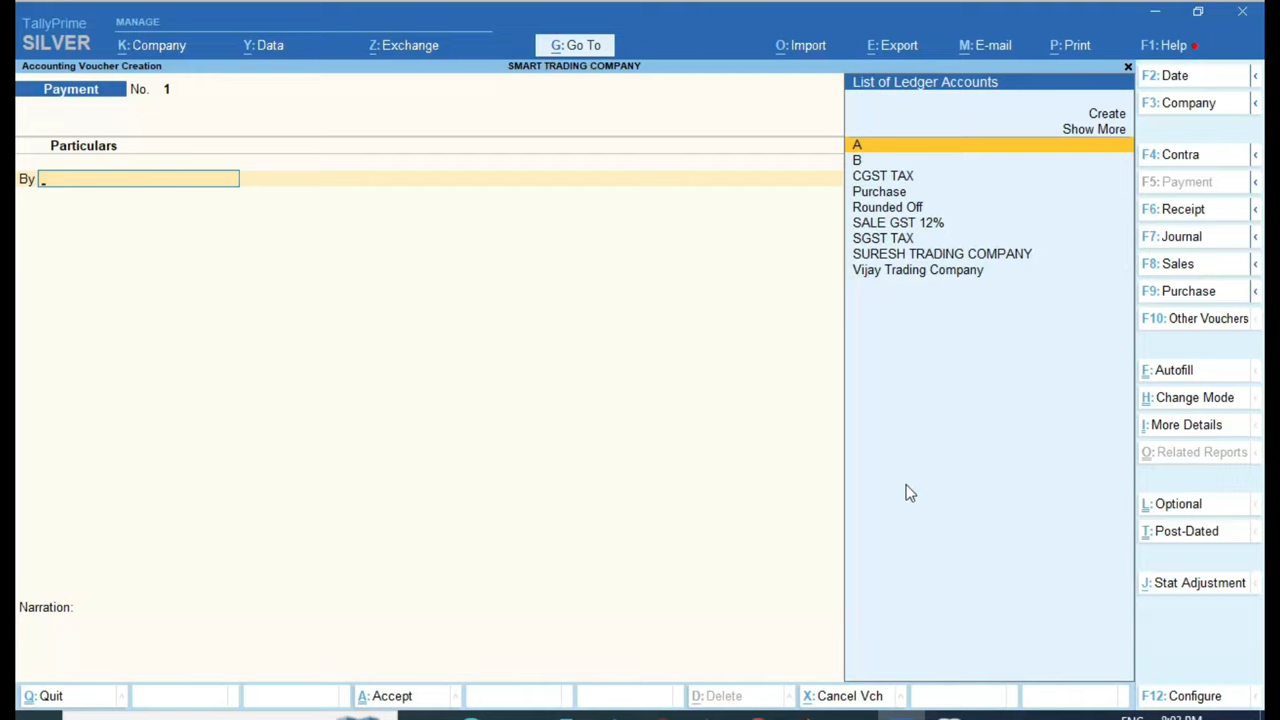 TallyPrime
MANAGE
SILVER
K: Company
Y: Data
Z: Exchange
G: Go To
O: Import
E: Export
M: E-mail
P: Print
F1: Help
Accounting Voucher Creation
SMART TRADING COMPANY
Payment No. 1
Particulars
By
List of Ledger Accounts
Create
Show More
A
B
CGST TAX
Purchase
Rounded Off
SALE GST 12%
SGST TAX
SURESH TRADING COMPANY
Vijay Trading Company
F2: Date
F3: Company
F4: Contra
F5: Payment
F6: Receipt
F7: Journal
F8: Sales
F9: Purchase
F10: Other Vouchers
F: Autofill
H: Change Mode
I: More Details
O: Related Reports
L: Optional
T: Post-Dated
J: Stat Adjustment
Narration:
Q: Quit
A: Accept
D: Delete
X: Cancel Vch
F12: Configure